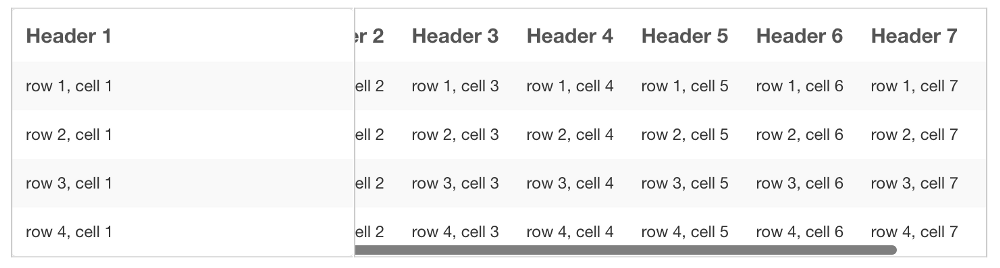 Header 1 er 2 Header 3 Header 4 Header 5 Header 6 Header 7
row 1, cell 1 ell 2 row 1, cell 3 row 1, cell 4 row 1, cell 5 row 1, cell 6 row 1, cell 7
row 2, cell 1 ell 2 row 2, cell 3 row 2, cell 4 row 2, cell 5 row 2, cell 6 row 2, cell 7
row 3, cell 1 ell 2 row 3, cell 3 row 3, cell 4 row 3, cell 5 row 3, cell 6 row 3, cell 7
row 4, cell 1 ell 2 row 4, cell 3 row 4, cell 4 row 4, cell 5 row 4, cell 6 row 4, cell 7